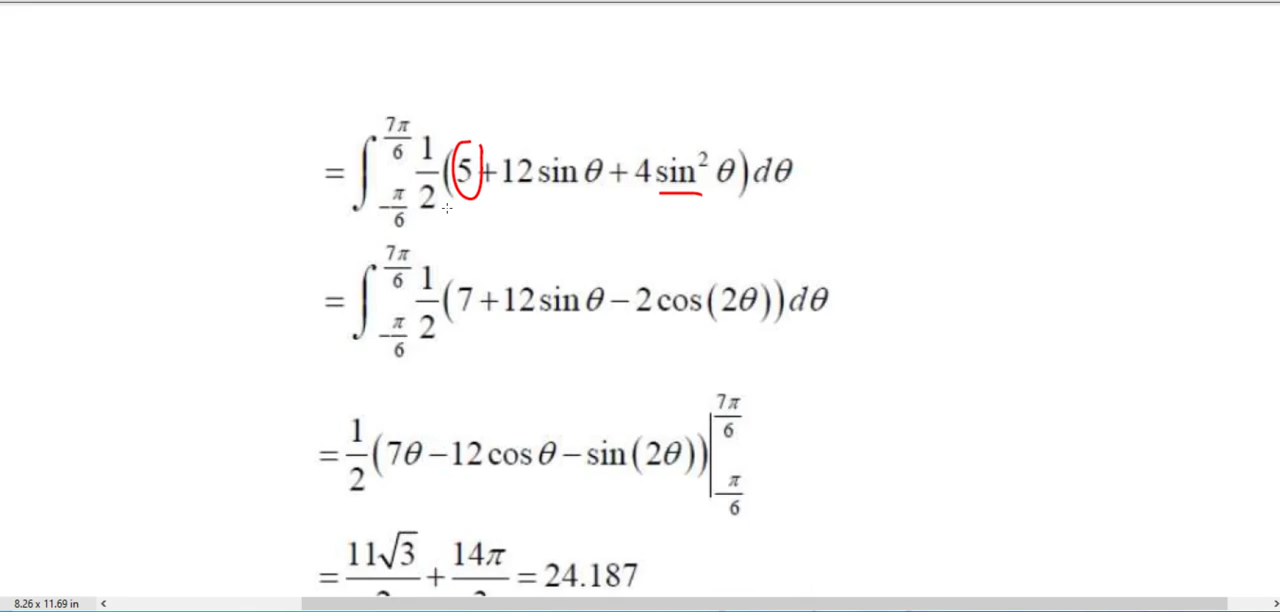 = ∫_{-π/6}^{7π/6} 1/2 (5 + 12 sin θ + 4 sin² θ) dθ
= ∫_{-π/6}^{7π/6} 1/2 (7 + 12 sin θ − 2 cos (2θ)) dθ
= 1/2 (7θ − 12 cos θ − sin (2θ)) |_{-π/6}^{7π/6}
= 11√3 + 14π = 24.187
8.26 x 11.69 in